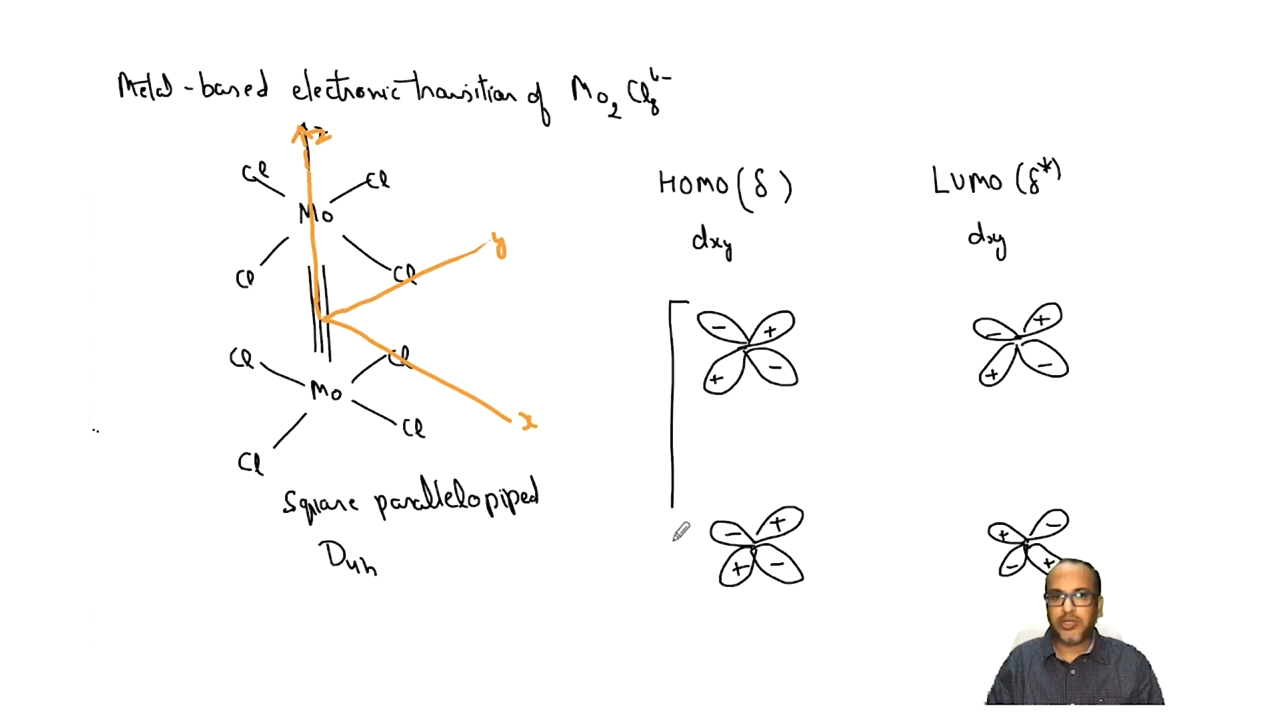 Metal-based electronic transition of Mo2Cl8 4-
z
Cl Cl
Mo
Cl Cl
y
Cl Cl
Mo
Cl
Cl
x
Square parallelopiped
D4h
HOMO (δ)
dxy
- +
+ -
- +
+ -
LUMO (δ*)
dxy
- +
+ -
+ -
- +